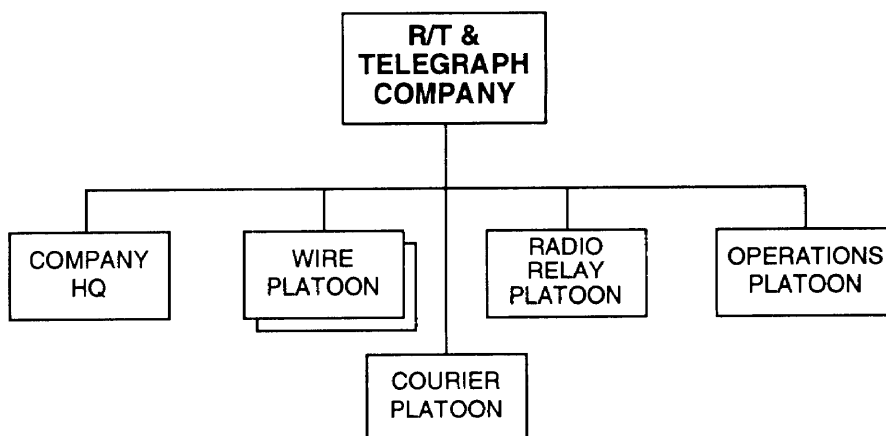 R/T &
TELEGRAPH
COMPANY
COMPANY
HQ
WIRE
PLATOON
RADIO
RELAY
PLATOON
OPERATIONS
PLATOON
COURIER
PLATOON